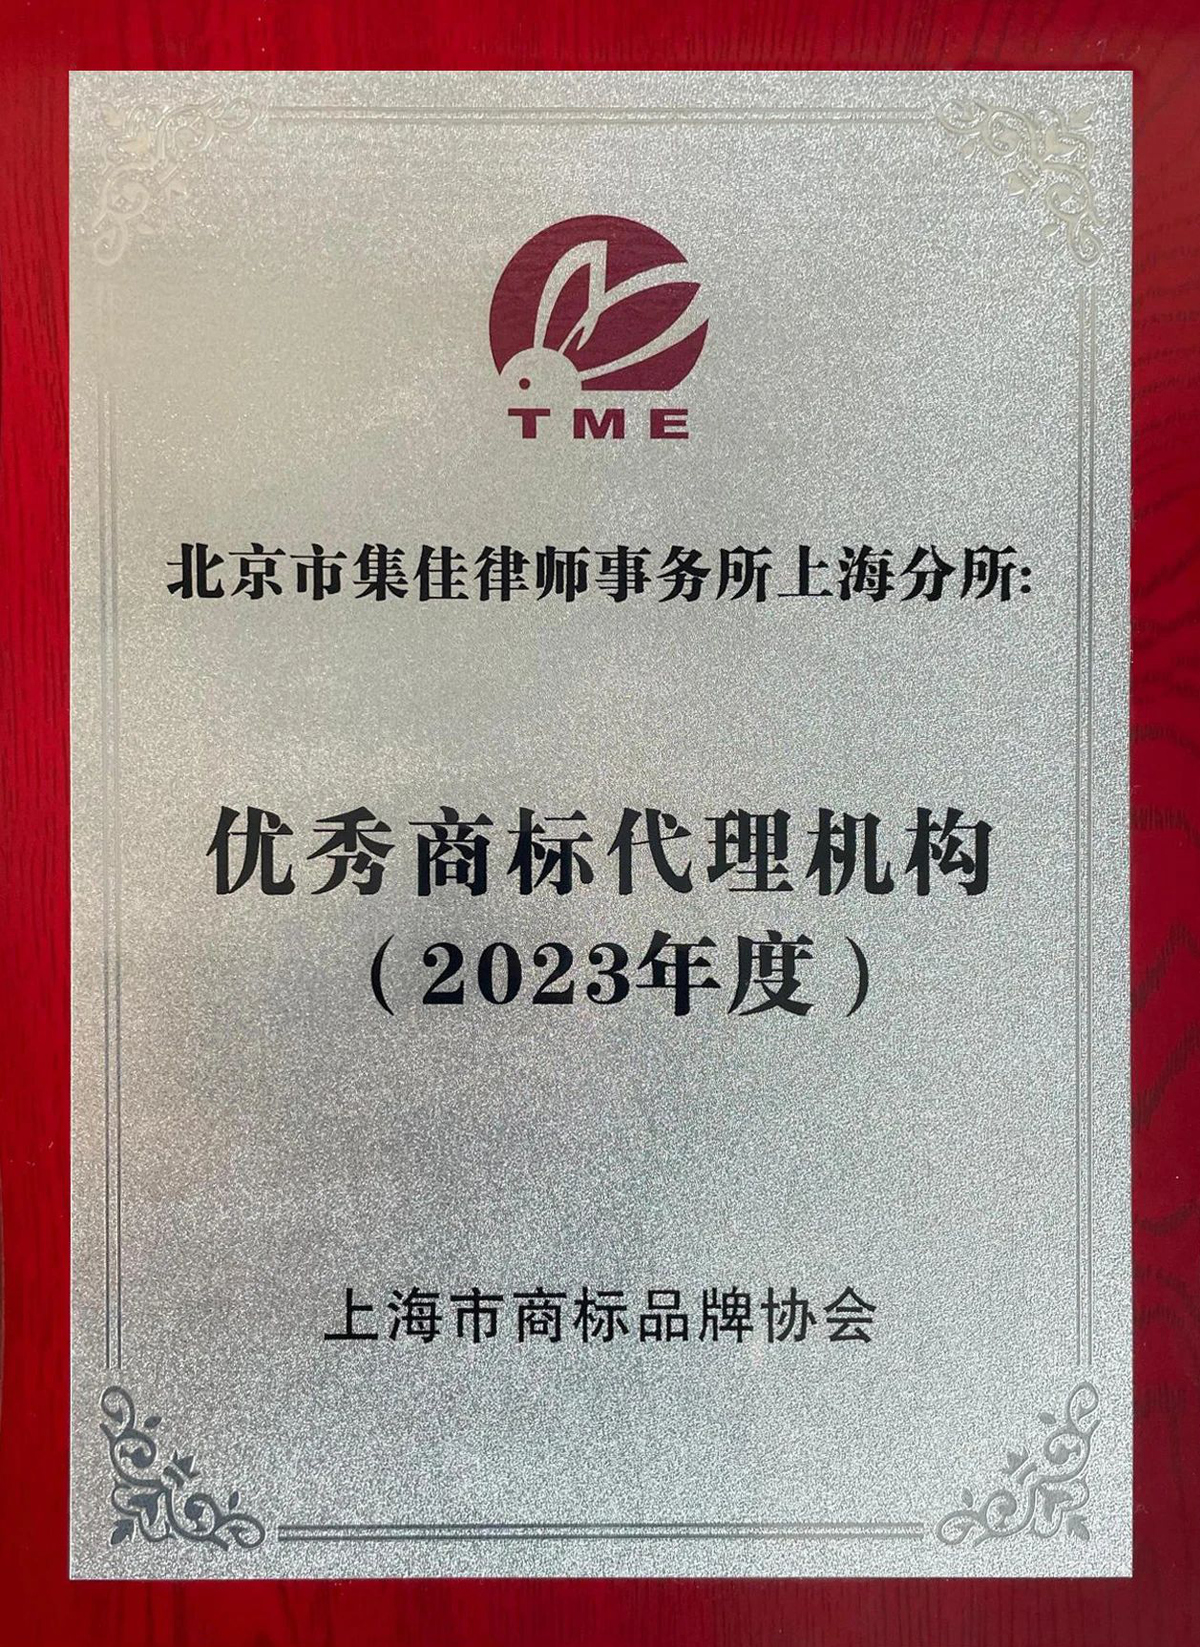 TME
北京市集佳律师事务所上海分所:
优秀商标代理机构
（2023年度）
上海市商标品牌协会